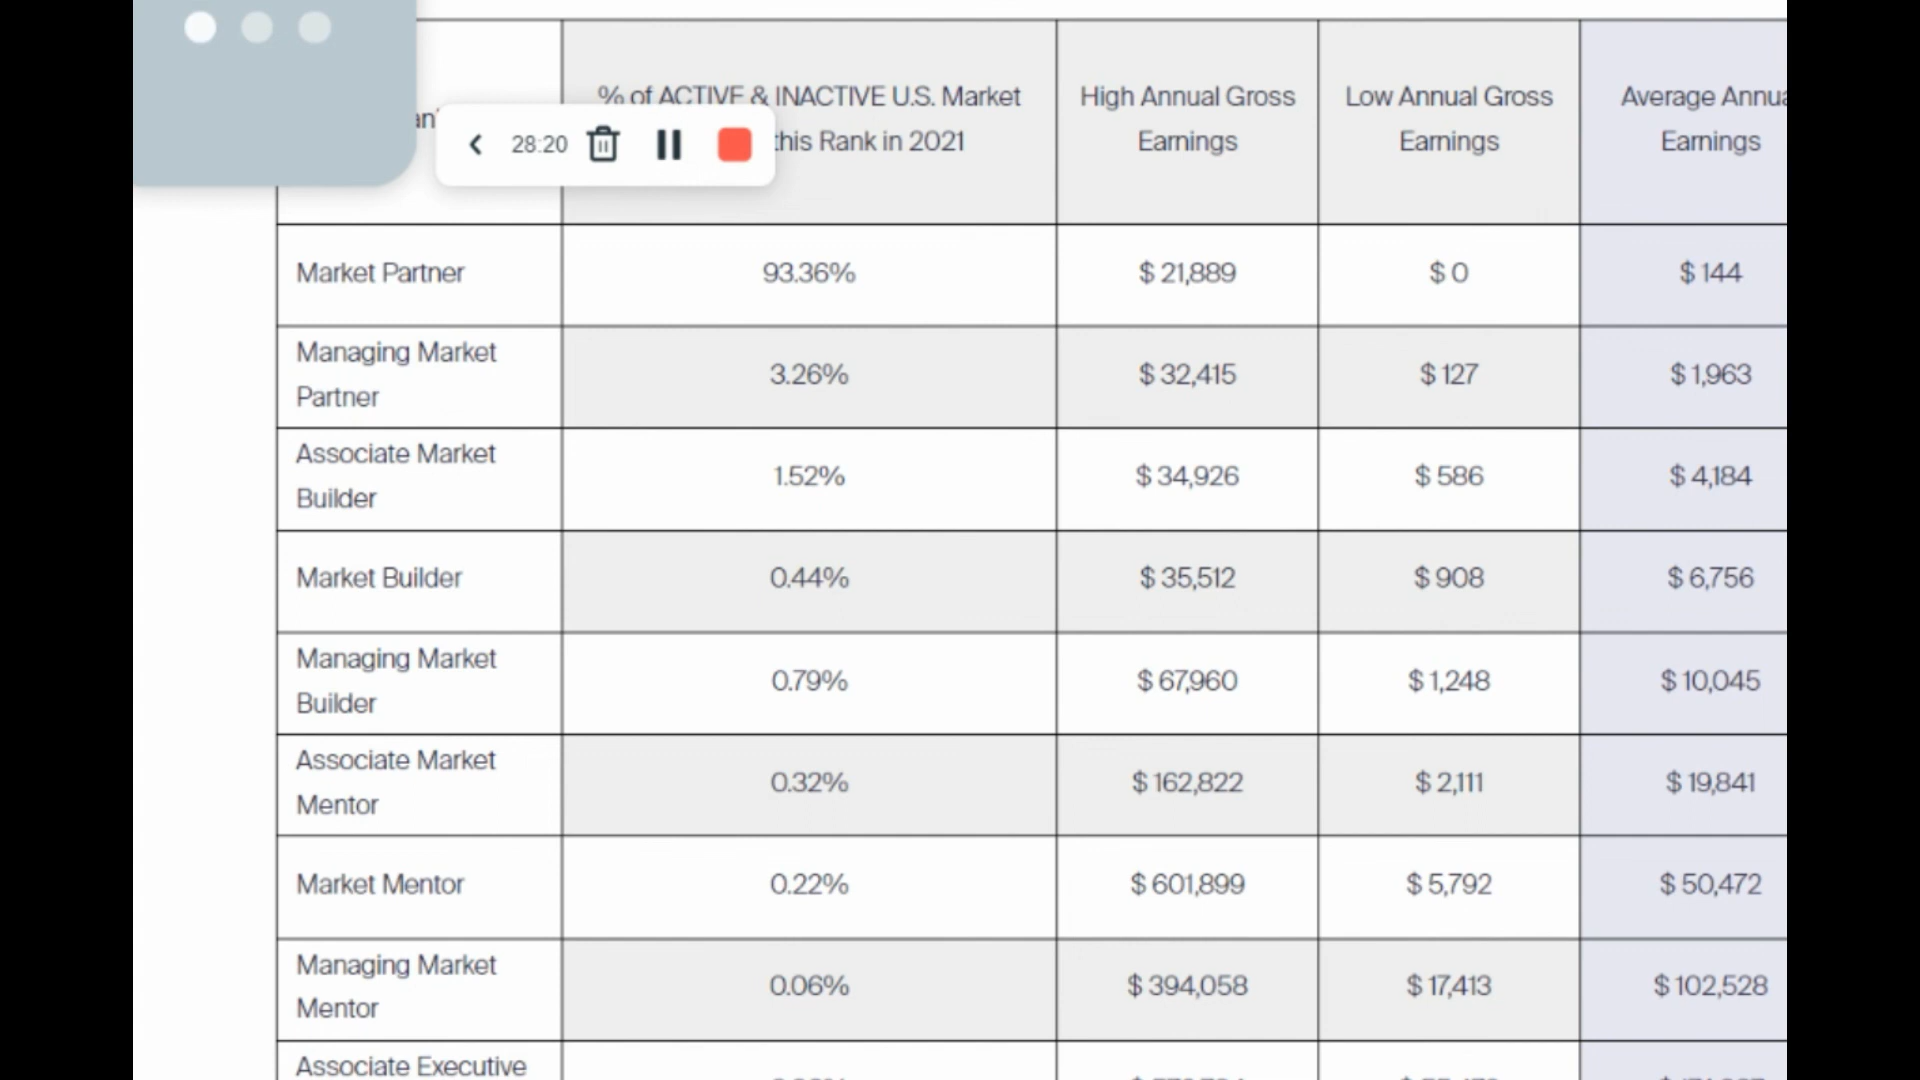 % of ACTIVE & INACTIVE U.S. Market
this Rank in 2021
High Annual Gross
Earnings
Low Annual Gross
Earnings
Average
Earnings
28:20
Market Partner
93.36%
$ 21,889
$ 0
$ 144
Managing Market
Partner
3.26%
$ 32,415
$ 127
$ 1,963
Associate Market
Builder
1.52%
$ 34,926
$ 586
$ 4,184
Market Builder
0.44%
$ 35,512
$ 908
$ 6,756
Managing Market
Builder
0.79%
$ 67,960
$ 1,248
$ 10,045
Associate Market
Mentor
0.32%
$ 162,822
$ 2,111
$ 19,841
Market Mentor
0.22%
$ 601,899
$ 5,792
$ 50,472
Managing Market
Mentor
0.06%
$ 394,058
$ 17,413
$ 102,528
Associate Executive